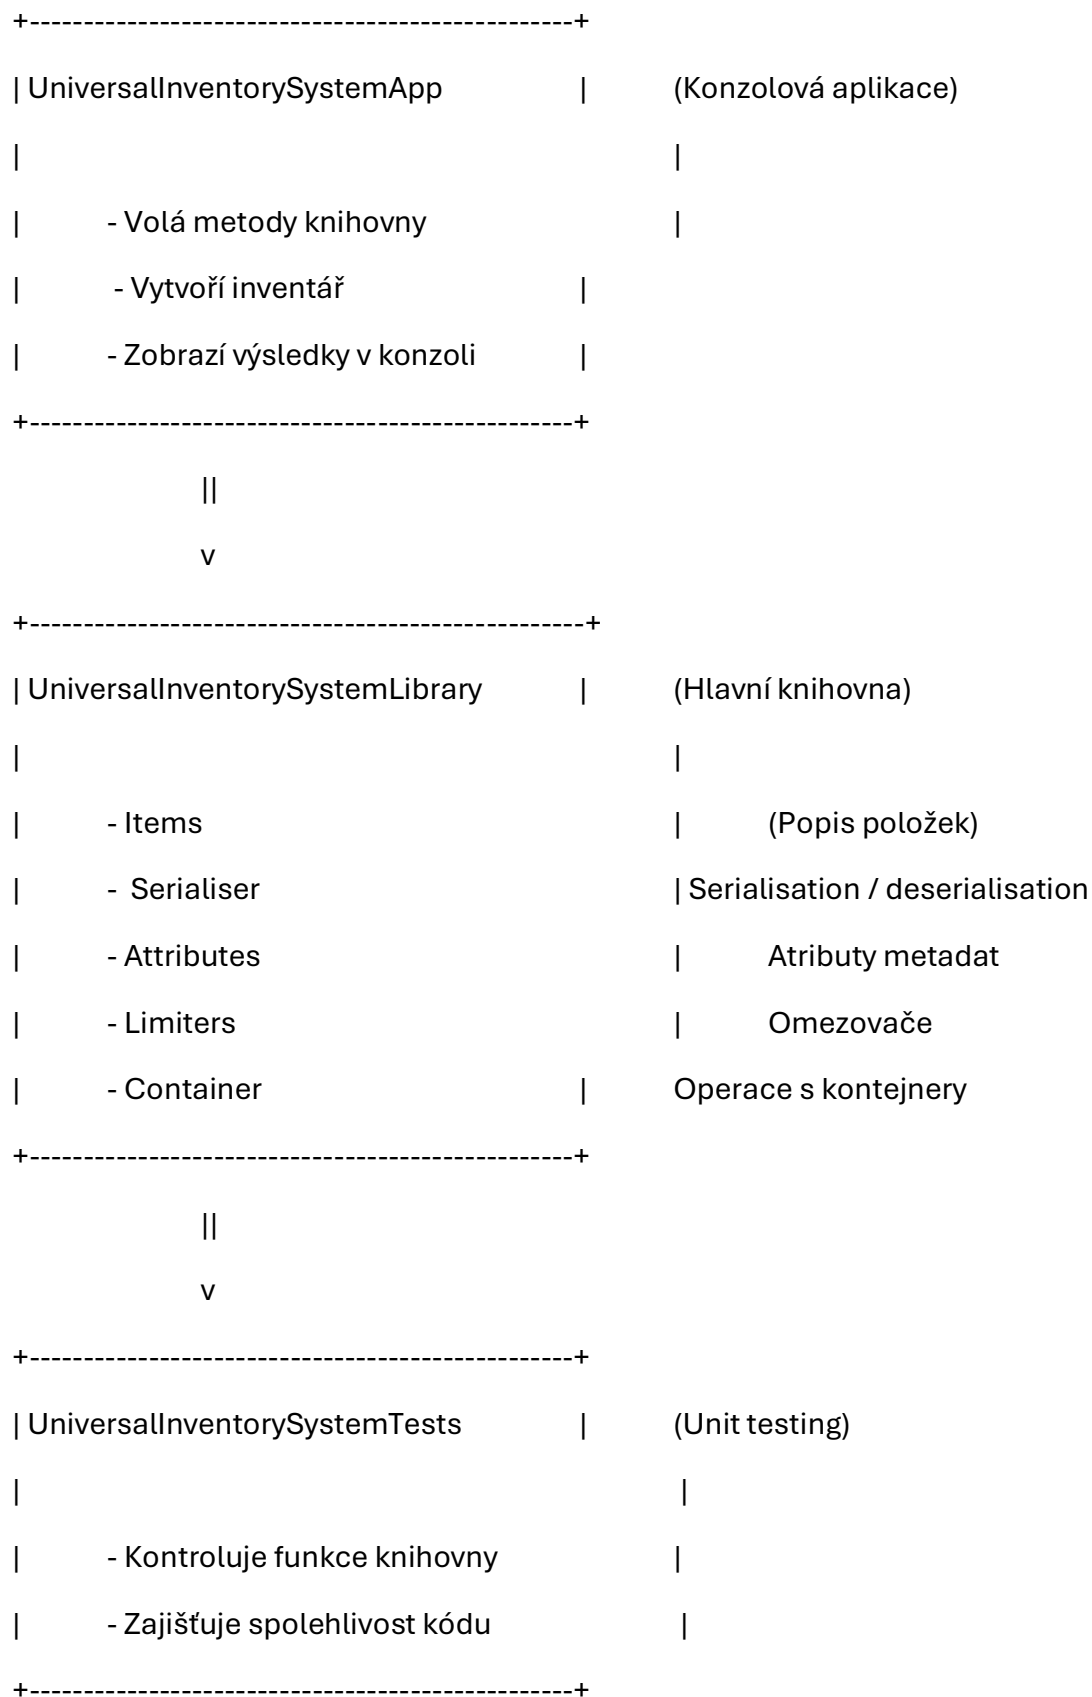 +--------------------------------------------------+
| UniversalInventorySystemApp | (Konzolová aplikace)
| |
| - Volá metody knihovny |
| - Vytvoří inventář |
| - Zobrazí výsledky v konzoli |
+--------------------------------------------------+
||
v
+---------------------------------------------------+
| UniversalInventorySystemLibrary | (Hlavní knihovna)
| |
| - Items | (Popis položek)
| - Serialiser | Serialisation / deserialisation
| - Attributes | Atributy metadat
| - Limiters | Omezovače
| - Container | Operace s kontejnery
+--------------------------------------------------+
||
v
+--------------------------------------------------+
| UniversalInventorySystemTests | (Unit testing)
| |
| - Kontroluje funkce knihovny |
| - Zajišťuje spolehlivost kódu |
+--------------------------------------------------+